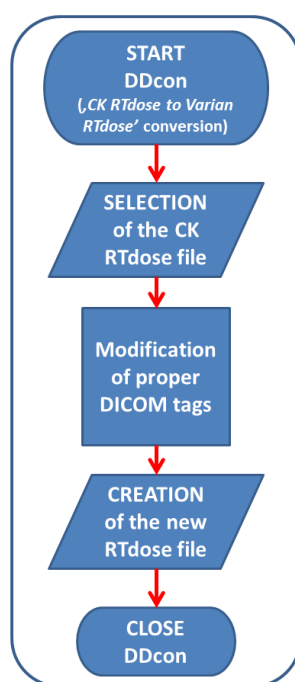 START
DDcon
(‚CK RTdose to Varian
RTdose’ conversion)
SELECTION
of the CK
RTdose file
Modification
of proper
DICOM tags
CREATION
of the new
RTdose file
CLOSE
DDcon